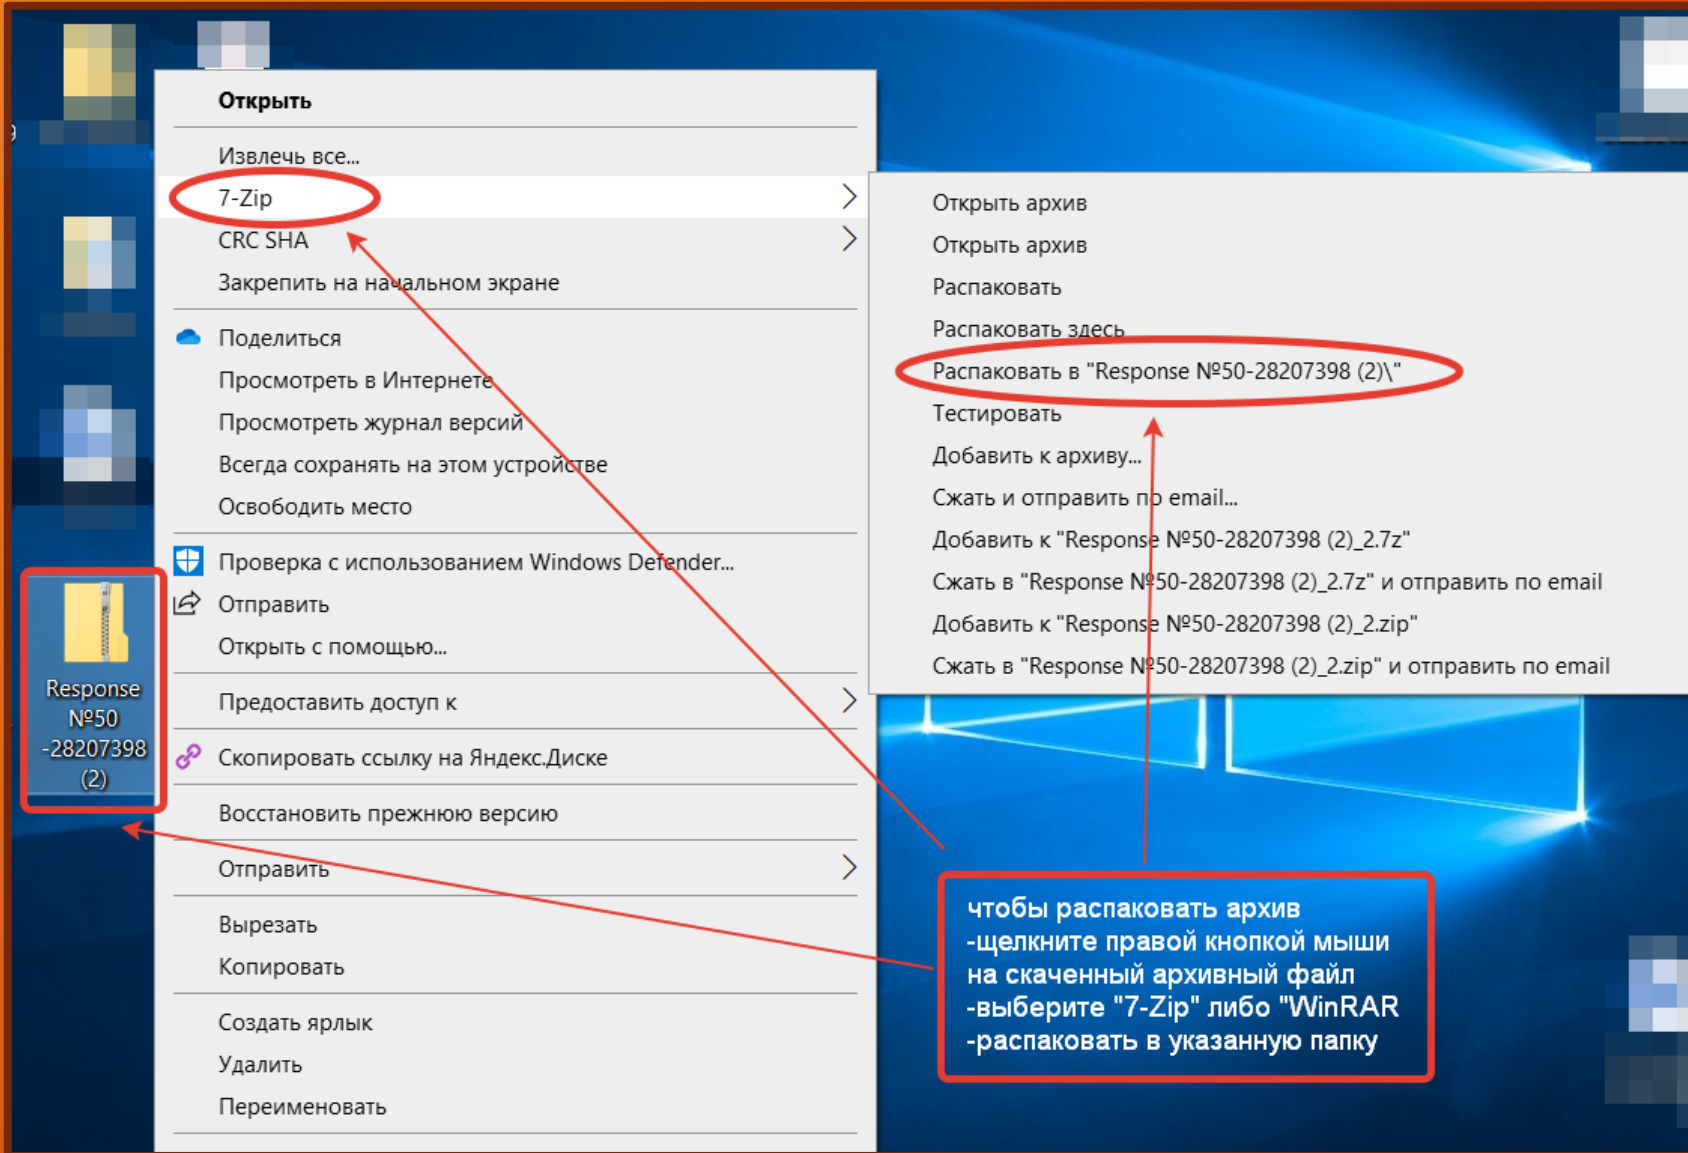 Открыть
Извлечь все...
7-Zip
CRC SHA
Закрепить на начальном экране
Поделиться
Просмотреть в Интернете
Просмотреть журнал версий
Всегда сохранять на этом устройстве
Освободить место
Проверка с использованием Windows Defender...
Отправить
Открыть с помощью...
Предоставить доступ к
Скопировать ссылку на Яндекс.Диске
Восстановить прежнюю версию
Отправить
Вырезать
Копировать
Создать ярлык
Удалить
Переименовать
Открыть архив
Открыть архив
Распаковать
Распаковать здесь
Распаковать в "Response №50-28207398 (2)\"
Тестировать
Добавить к архиву...
Сжать и отправить по email...
Добавить к "Response №50-28207398 (2)_2.7z"
Сжать в "Response №50-28207398 (2)_2.7z" и отправить по email
Добавить к "Response №50-28207398 (2)_2.zip"
Сжать в "Response №50-28207398 (2)_2.zip" и отправить по email
Response
№50
-28207398
(2)
чтобы распаковать архив
-щелкните правой кнопкой мыши
на скаченный архивный файл
-выберите "7-Zip" либо "WinRAR
-распаковать в указанную папку